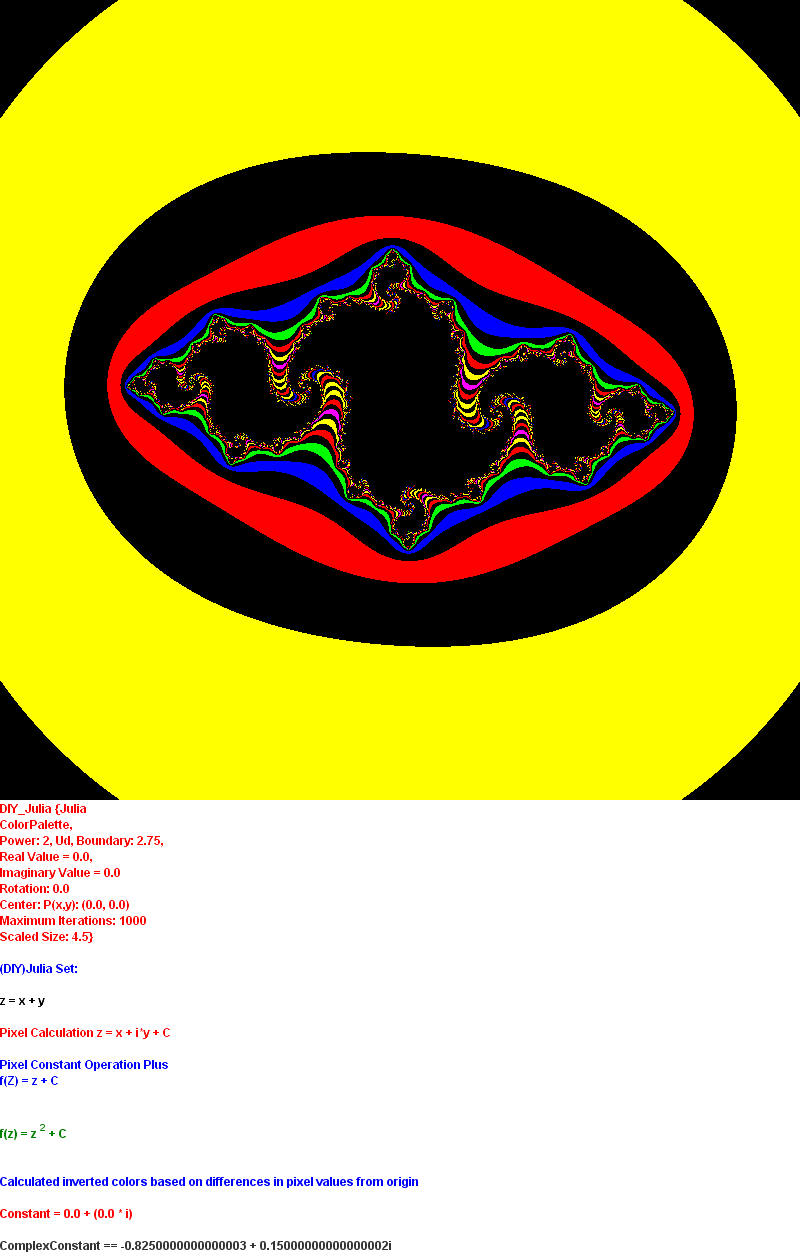 DIY_Julia {Julia
ColorPalette,
Power: 2, Ud, Boundary: 2.75,
Real Value = 0.0,
Imaginary Value = 0.0
Rotation: 0.0
Center: P(x,y): (0.0, 0.0)
Maximum Iterations: 1000
Scaled Size: 4.5}
(DIY)Julia Set:
z = x + y
Pixel Calculation z = x + i*y + C
Pixel Constant Operation Plus
f(Z) = z + C
f(z) = z 2 + C
Calculated inverted colors based on differences in pixel values from origin
Constant = 0.0 + (0.0 * i)
ComplexConstant == -0.8250000000000003 + 0.15000000000000002i